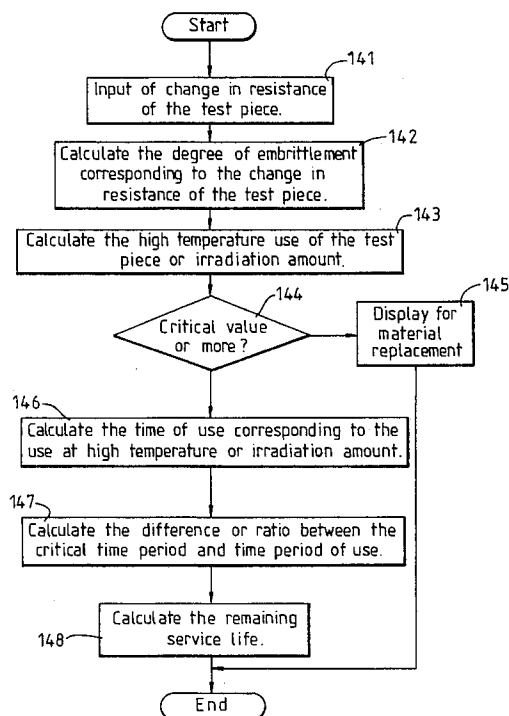 Start
141
Input of change in resistance
of the test piece.
142
Calculate the degree of embrittlement
corresponding to the change in
resistance of the test piece.
143
Calculate the high temperature use of the test
piece or irradiation amount.
144
Critical value
or more?
145
Display for
material
replacement
146
Calculate the time of use corresponding to the
use at high temperature or irradiation amount.
147
Calculate the difference or ratio between the
critical time period and time period of use.
148
Calculate the remaining
service life.
End